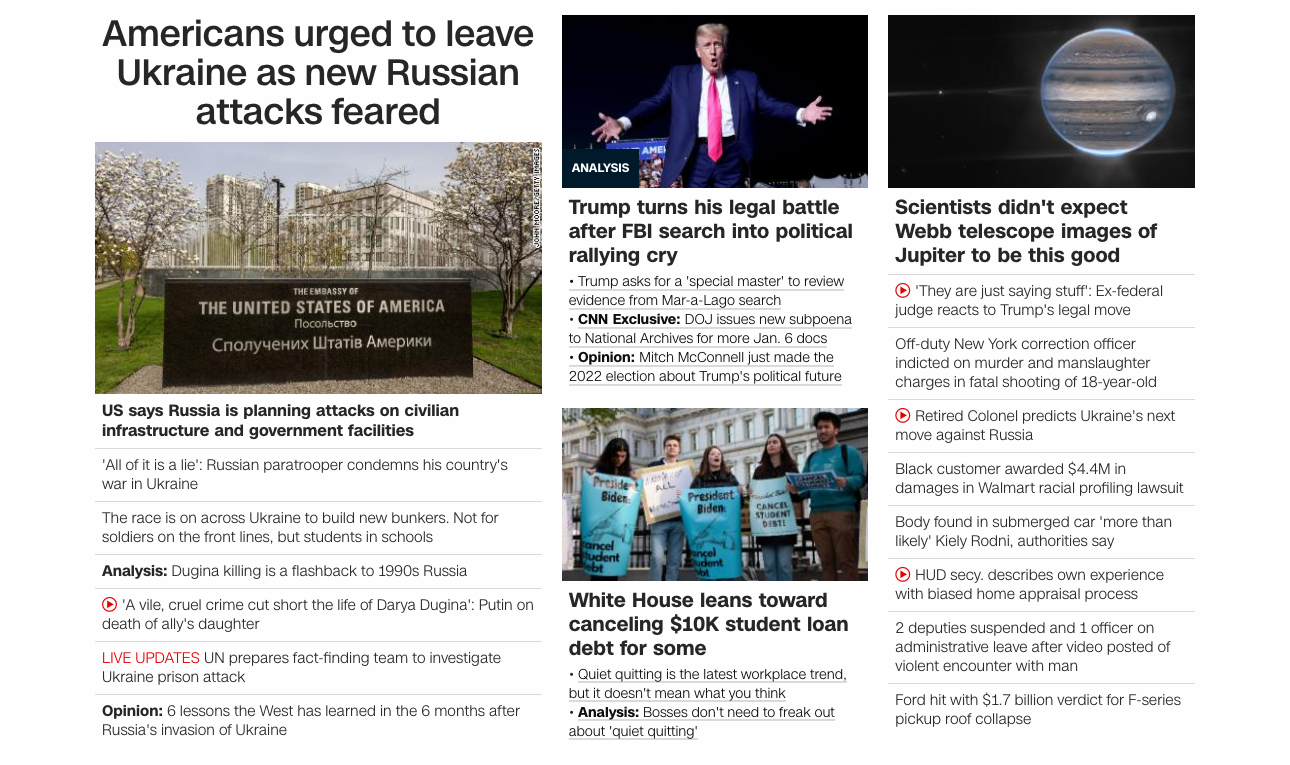 Americans urged to leave
Ukraine as new Russian
attacks feared
JOHN MOORE/GETTY IMAGES
THE EMBASSY OF
THE UNITED STATES OF AMERICA
Посольство
Сполучених Штатів Америки
US says Russia is planning attacks on civilian
infrastructure and government facilities
'All of it is a lie': Russian paratrooper condemns his country's
war in Ukraine
The race is on across Ukraine to build new bunkers. Not for
soldiers on the front lines, but students in schools
Analysis: Dugina killing is a flashback to 1990s Russia
'A vile, cruel crime cut short the life of Darya Dugina': Putin on
death of ally's daughter
LIVE UPDATES UN prepares fact-finding team to investigate
Ukraine prison attack
Opinion: 6 lessons the West has learned in the 6 months after
Russia's invasion of Ukraine
ANALYSIS
Trump turns his legal battle
after FBI search into political
rallying cry
• Trump asks for a 'special master' to review
evidence from Mar-a-Lago search
• CNN Exclusive: DOJ issues new subpoena
to National Archives for more Jan. 6 docs
• Opinion: Mitch McConnell just made the
2022 election about Trump's political future
President
Biden:
Cancel
Student
Debt
President
Biden:
Cancel
Student
Debt
President Biden:
CANCEL
STUDENT
DEBT!
White House leans toward
canceling $10K student loan
debt for some
• Quiet quitting is the latest workplace trend,
but it doesn't mean what you think
• Analysis: Bosses don't need to freak out
about 'quiet quitting'
Scientists didn't expect
Webb telescope images of
Jupiter to be this good
'They are just saying stuff': Ex-federal
judge reacts to Trump's legal move
Off-duty New York correction officer
indicted on murder and manslaughter
charges in fatal shooting of 18-year-old
Retired Colonel predicts Ukraine's next
move against Russia
Black customer awarded $4.4M in
damages in Walmart racial profiling lawsuit
Body found in submerged car 'more than
likely' Kiely Rodni, authorities say
HUD secy. describes own experience
with biased home appraisal process
2 deputies suspended and 1 officer on
administrative leave after video posted of
violent encounter with man
Ford hit with $1.7 billion verdict for F-series
pickup roof collapse